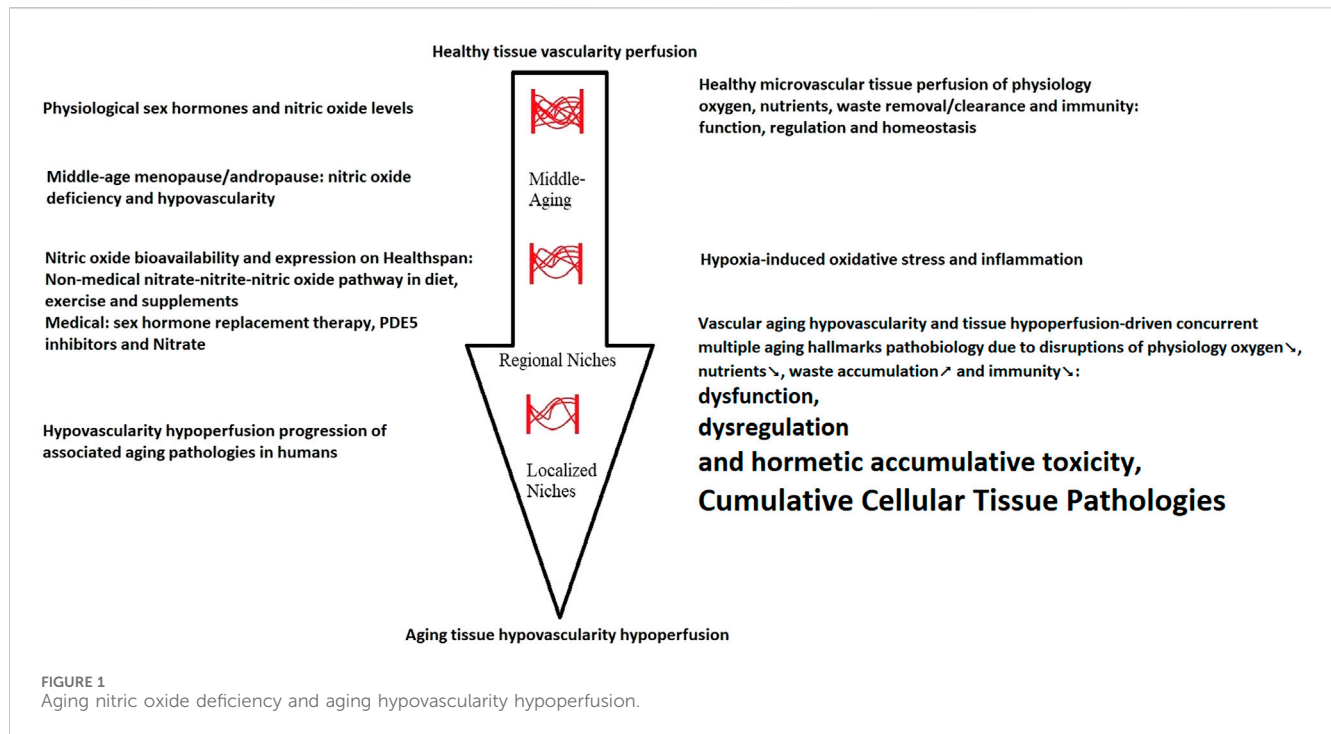 Healthy tissue vascularity perfusion
Physiological sex hormones and nitric oxide levels
Healthy microvascular tissue perfusion of physiology
oxygen, nutrients, waste removal/clearance and immunity:
function, regulation and homeostasis
Middle-age menopause/andropause: nitric oxide
deficiency and hypovascularity
Middle-
Aging
Nitric oxide bioavailability and expression on Healthspan:
Non-medical nitrate-nitrite-nitric oxide pathway in diet,
exercise and supplements
Medical: sex hormone replacement therapy, PDE5
inhibitors and Nitrate
Hypoxia-induced oxidative stress and inflammation
Vascular aging hypovascularity and tissue hypoperfusion-driven concurrent
multiple aging hallmarks pathobiology due to disruptions of physiology oxygen↘,
nutrients↘, waste accumulation↗ and immunity↘:
dysfunction,
dysregulation
and hormetic accumulative toxicity,
Cumulative Cellular Tissue Pathologies
Regional Niches
Hypovascularity hypoperfusion progression of
associated aging pathologies in humans
Localized
Niches
Aging tissue hypovascularity hypoperfusion
FIGURE 1
Aging nitric oxide deficiency and aging hypovascularity hypoperfusion.